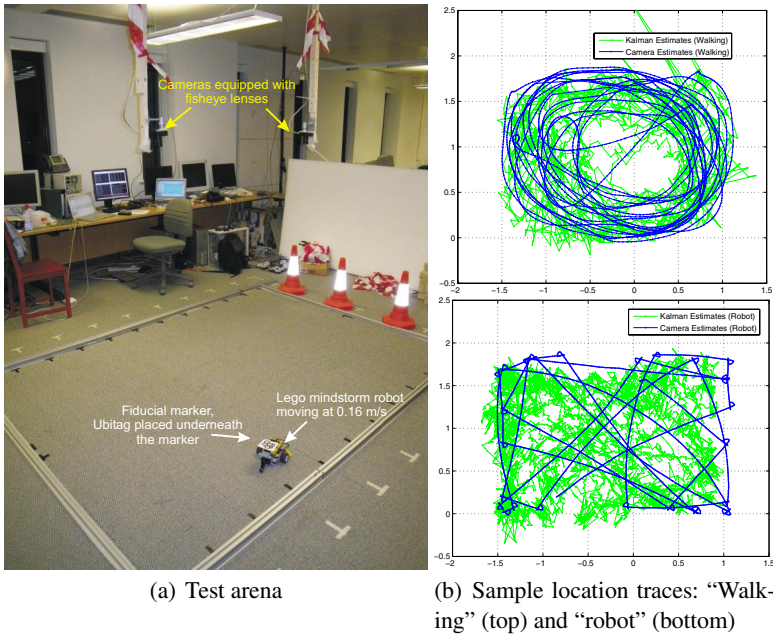 Cameras equipped with
fisheye lenses
Fiducial marker,
Ubitag placed underneath
the marker
Lego mindstorm robot
moving at 0.16 m/s
(a) Test arena
2.5
2
1.5
1
0.5
0
−0.5
−2 −1.5 −1 −0.5 0 0.5 1 1.5
Kalman Estimates (Walking)
Camera Estimates (Walking)
2.5
2
1.5
1
0.5
0
−0.5
−2 −1.5 −1 −0.5 0 0.5 1 1.5
Kalman Estimates (Robot)
Camera Estimates (Robot)
(b) Sample location traces: “Walk-
ing” (top) and “robot” (bottom)